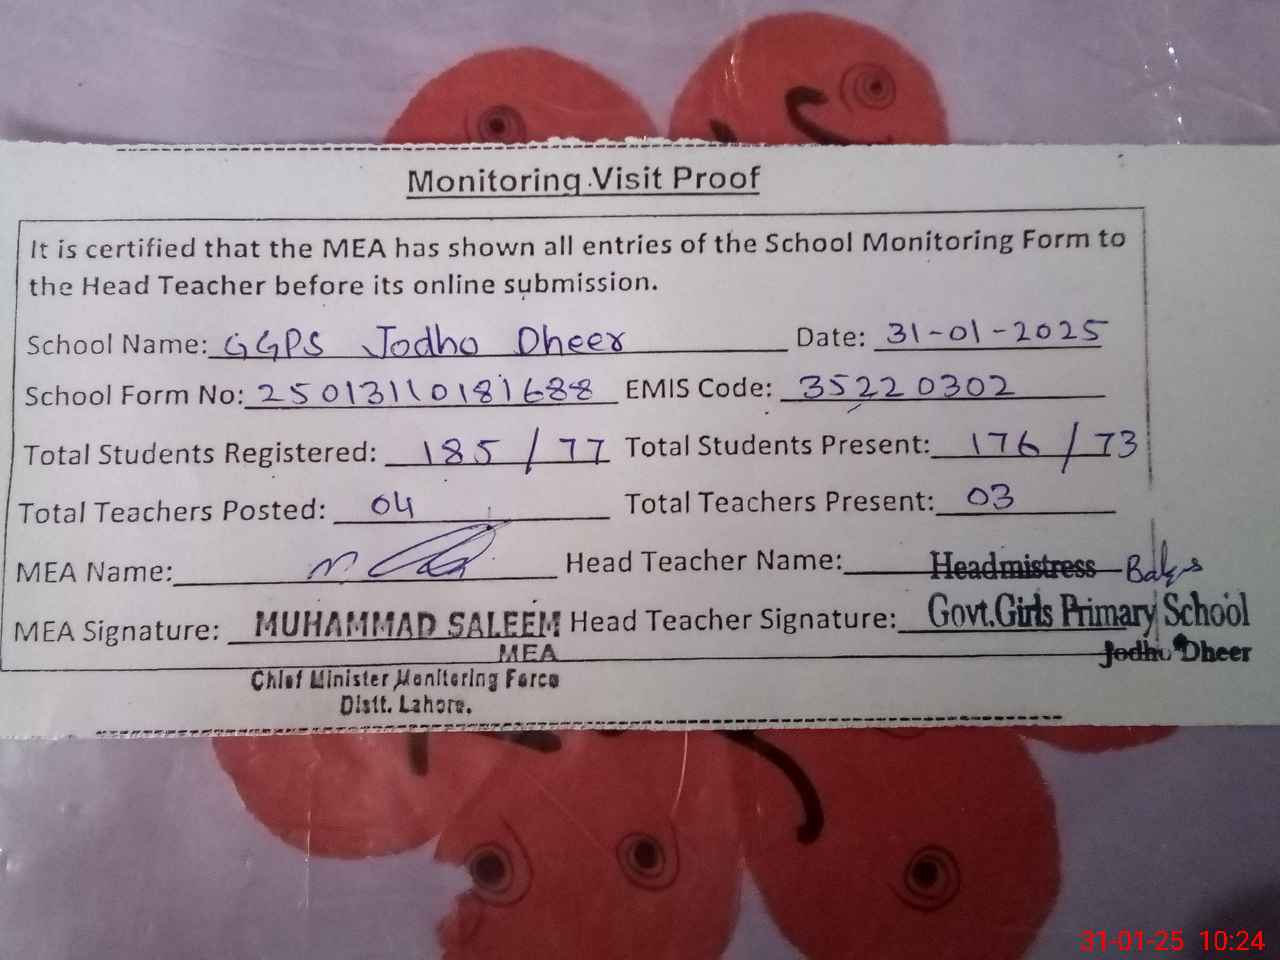 Monitoring Visit Proof
It is certified that the MEA has shown all entries of the School Monitoring Form to
the Head Teacher before its online submission.
School Name: GGPS Jodho Dheer Date: 31-01-2025
School Form No: 25013110181688 EMIS Code: 35220302
Total Students Registered: 185/77 Total Students Present: 176/73
Total Teachers Posted: 04 Total Teachers Present: 03
MEA Name: Head Teacher Name: Headmistress
MEA Signature: MUHAMMAD SALEEM Head Teacher Signature: Govt.Girls Primary School
MEA Jodhu Dheer
Chief Minister Monitoring Force
Distt. Lahore.
31-01-25 10:24